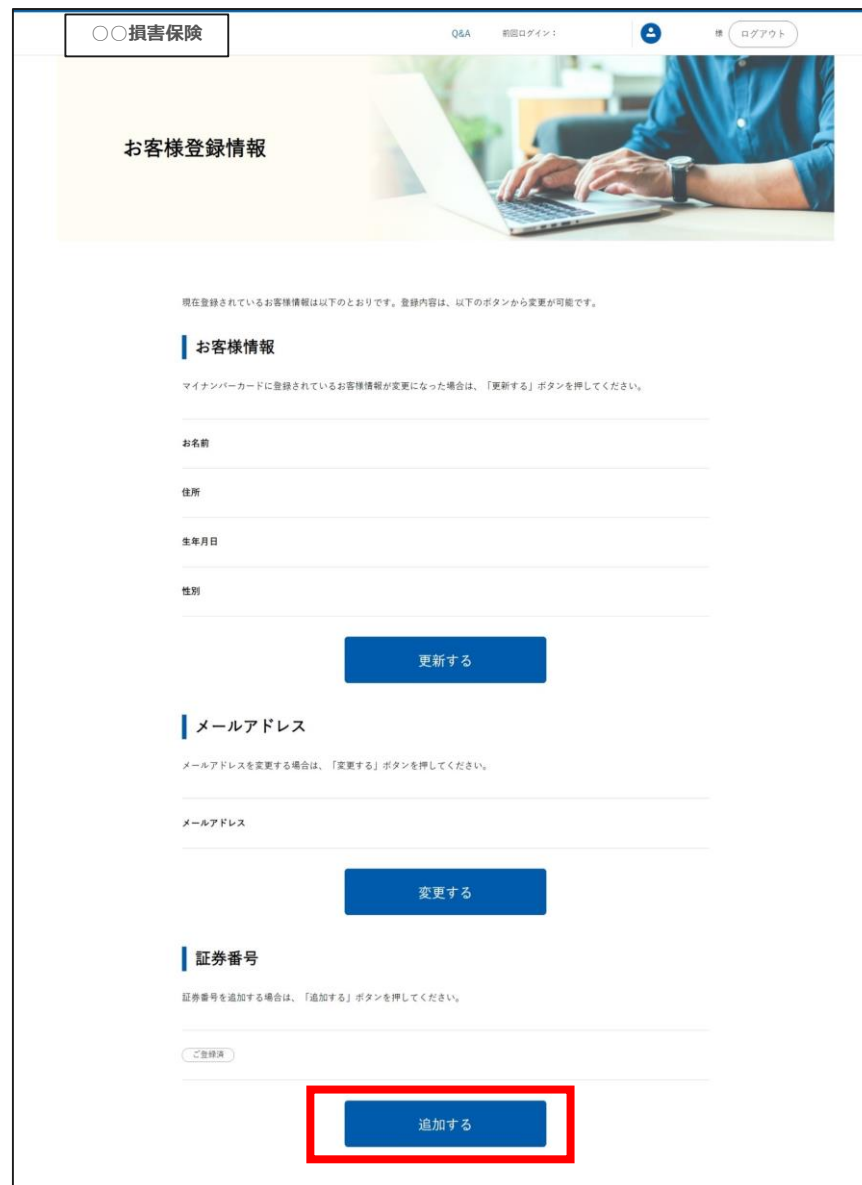 ○○損害保険
Q&A 前回ログイン： 様 ログアウト
お客様登録情報
現在登録されているお客様情報は以下のとおりです。登録内容は、以下のボタンから変更が可能です。
お客様情報
マイナンバーカードに登録されているお客様情報が変更になった場合は、「更新する」ボタンを押してください。
お名前
住所
生年月日
性別
更新する
メールアドレス
メールアドレスを変更する場合は、「変更する」ボタンを押してください。
メールアドレス
変更する
証券番号
証券番号を追加する場合は、「追加する」ボタンを押してください。
ご登録済
追加する